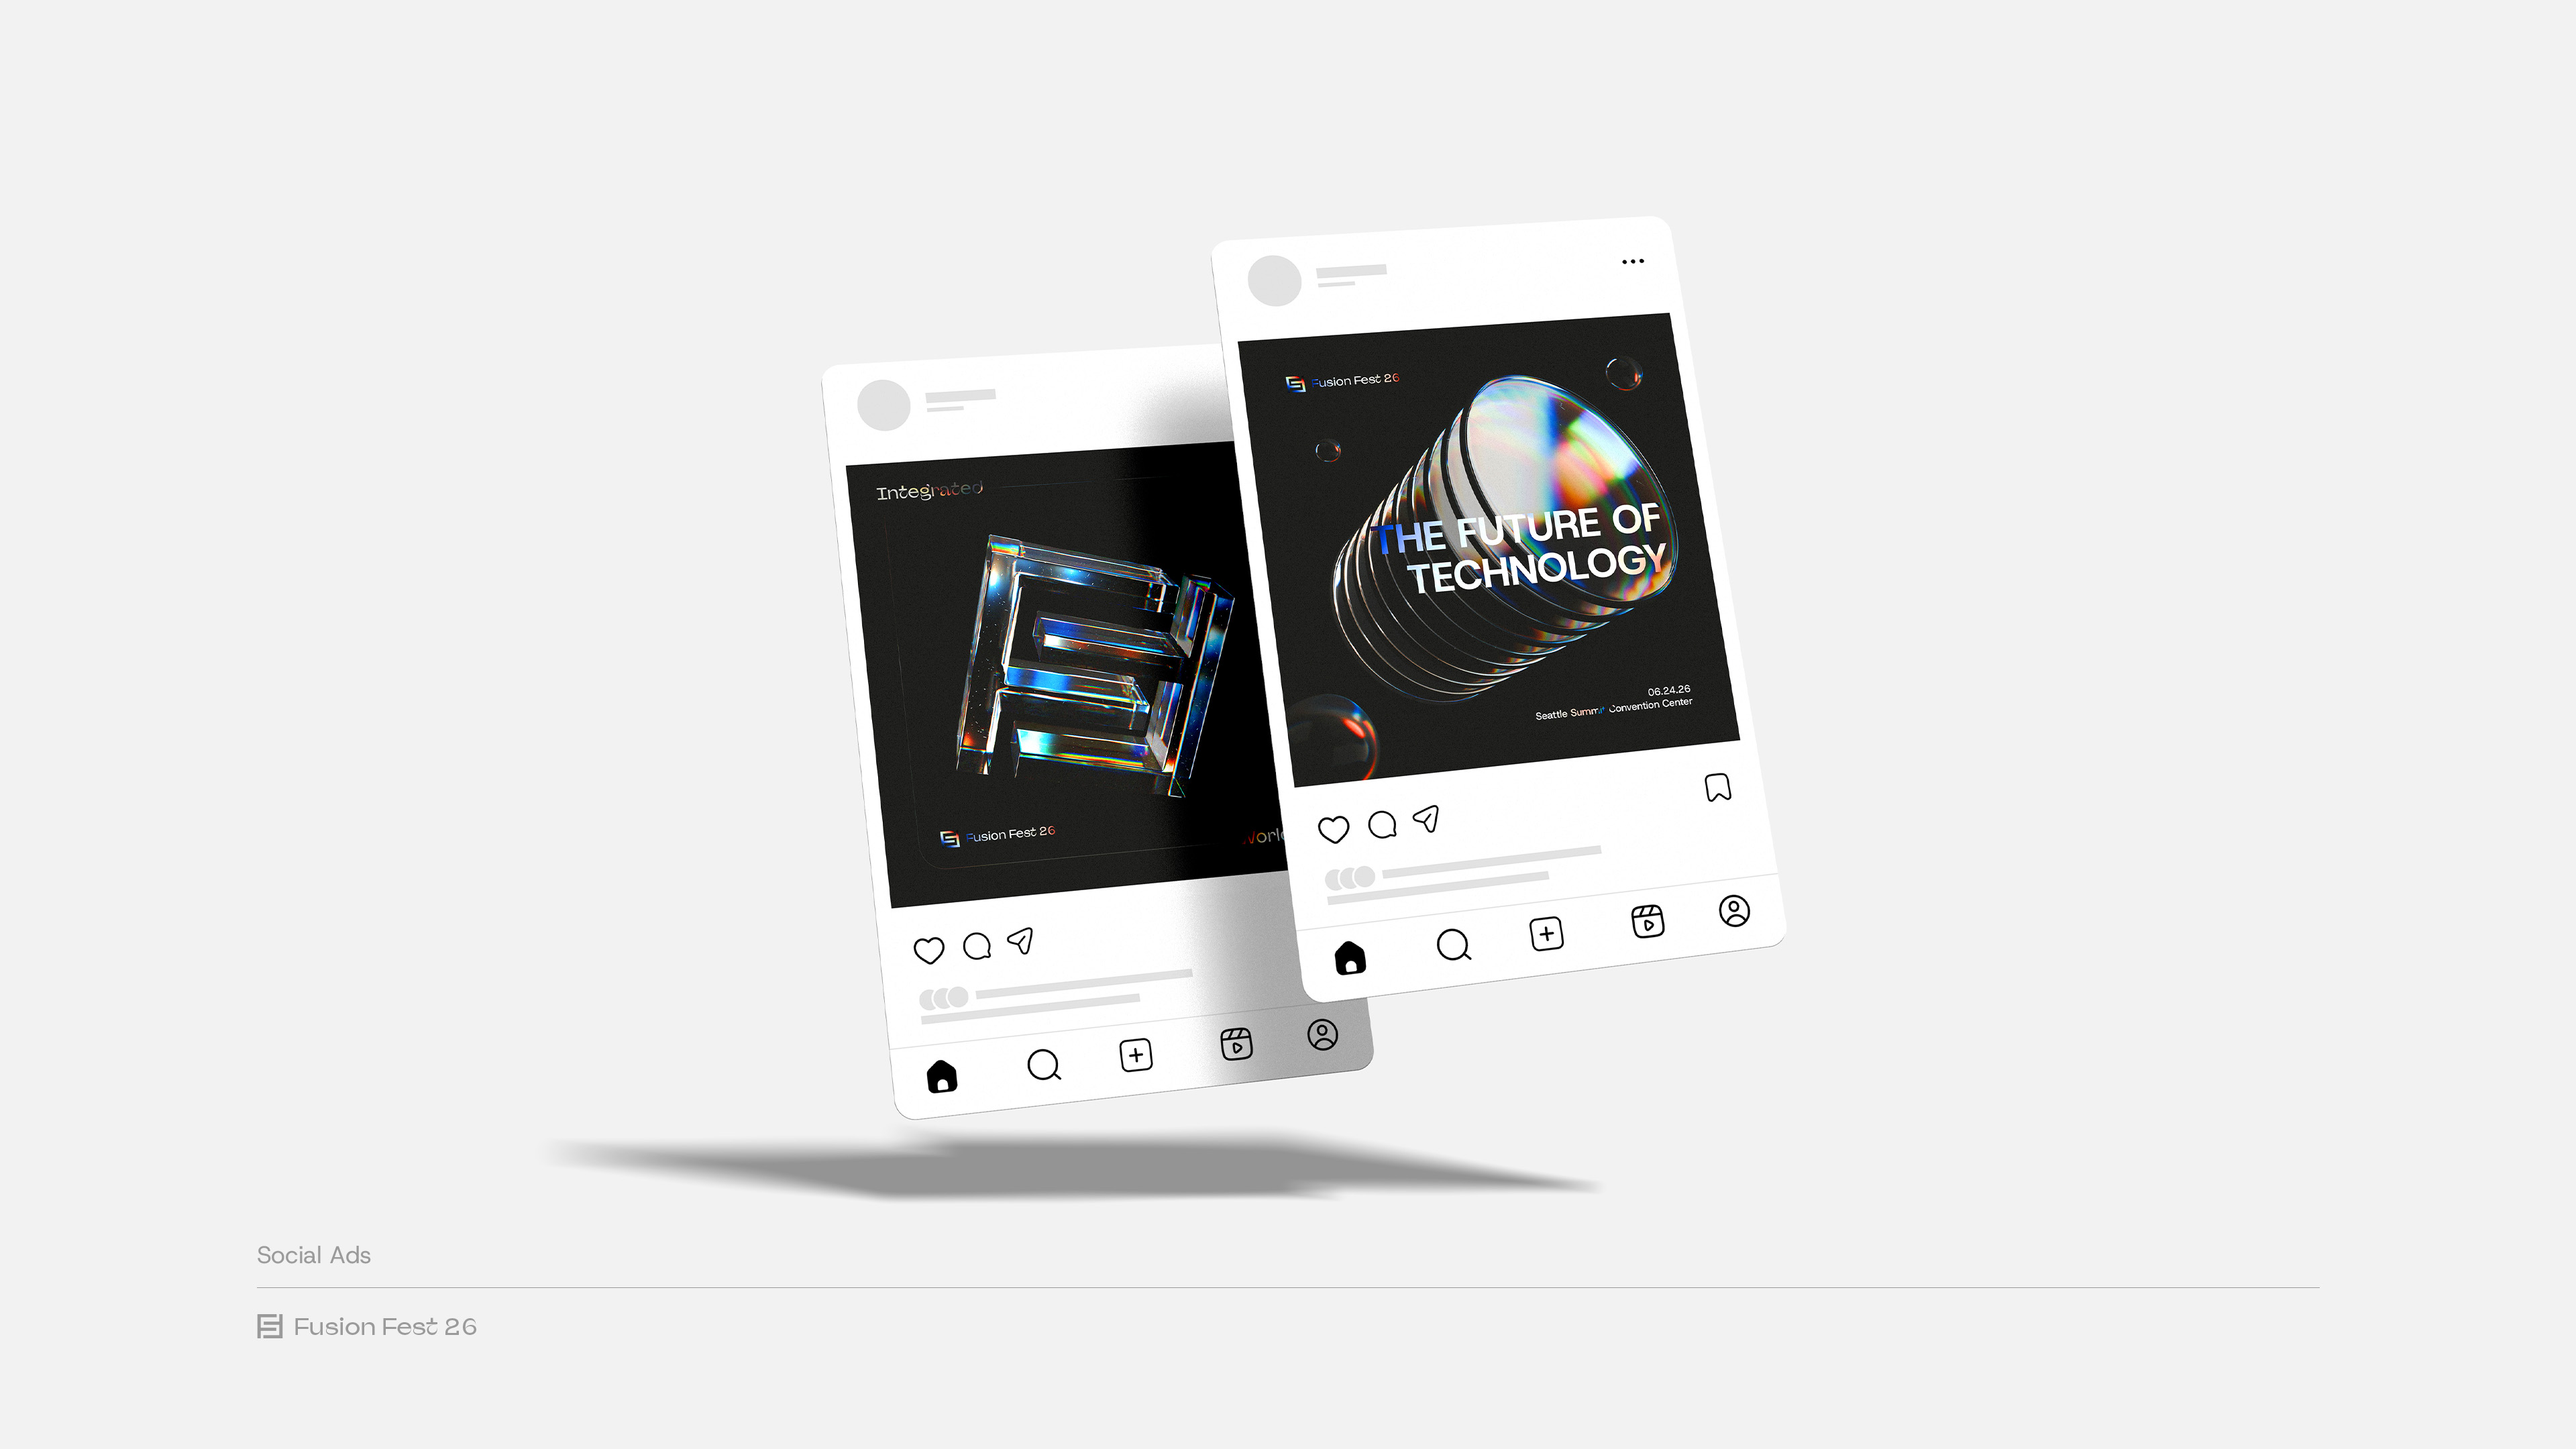 Integrated
Fusion Fest 26
Fusion Fest 26
THE FUTURE OF
TECHNOLOGY
06.24.26
Seattle Summit Convention Center
Social Ads
Fusion Fest 26